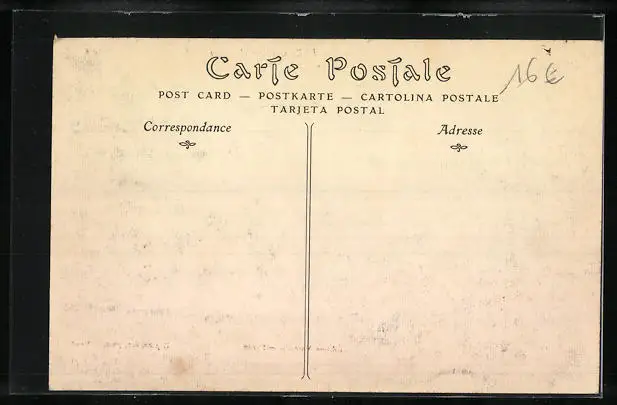 Carte Postale
16€
POST CARD — POSTKARTE — CARTOLINA POSTALE
TARJETA POSTAL
Correspondance
Adresse